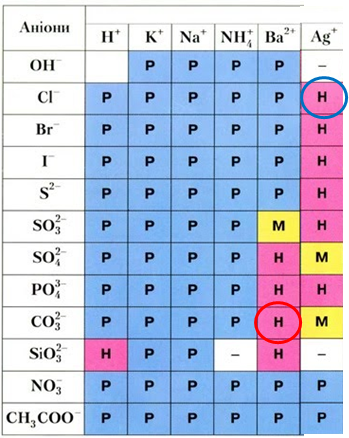 Аніони H⁺ K⁺ Na⁺ NH₄⁺ Ba²⁺ Ag⁺
OH⁻ Р Р Р Р –
Cl⁻ Р Р Р Р Р Н
Br⁻ Р Р Р Р Р Н
I⁻ Р Р Р Р Р Н
S²⁻ Р Р Р Р Р Н
SO₃²⁻ Р Р Р Р М Н
SO₄²⁻ Р Р Р Р Н М
PO₄³⁻ Р Р Р Р Н Н
CO₃²⁻ Р Р Р Р Н М
SiO₃²⁻ Н Р Р – Н –
NO₃⁻ Р Р Р Р Р Р
CH₃COO⁻ Р Р Р Р Р Р